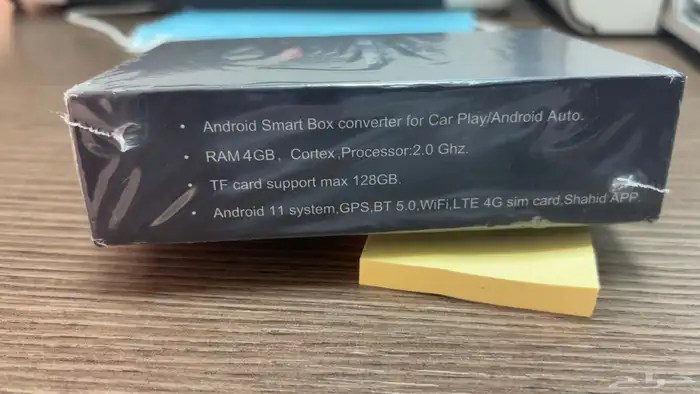 • Android Smart Box converter for Car Play/Android Auto.
• RAM 4GB, Cortex,Processor:2.0 Ghz.
• TF card support max 128GB.
• Android 11 system,GPS,BT 5.0,WiFi,LTE 4G sim card.Shahid APP.
حراج